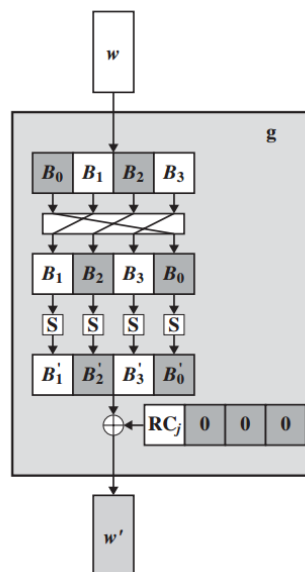 w
g
B0 B1 B2 B3
B1 B2 B3 B0
S S S S
B'1 B'2 B'3 B'0
RCj 0 0 0
w'